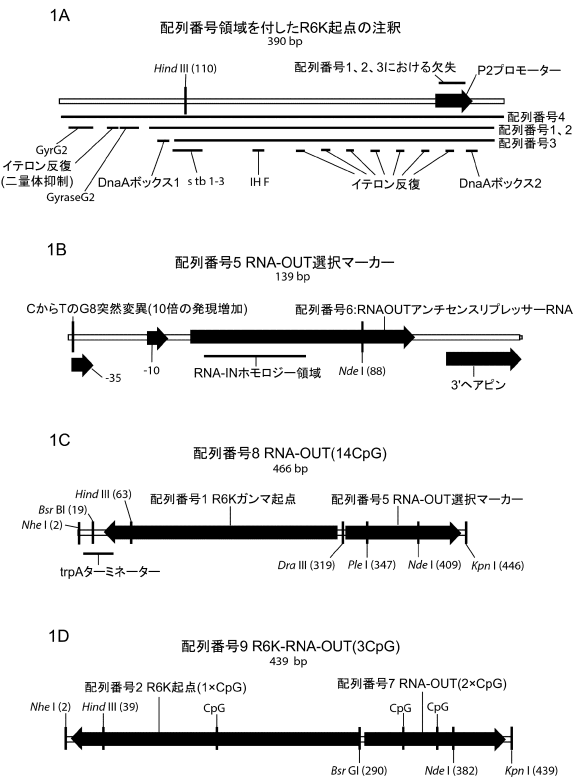 1A
配列番号領域を付したR6K起点の注釈
390 bp
Hind III (110)
配列番号1、2、3における欠失
P2プロモーター
配列番号4
配列番号1、2
配列番号3
GyrG2
イテロン反復
(二量体抑制)
GyraseG2
DnaAボックス1
s tb 1-3
IH F
イテロン反復
DnaAボックス2
1B
配列番号5 RNA-OUT選択マーカー
139 bp
CからTのG8突然変異(10倍の発現増加)
配列番号6:RNAOUTアンチセンスリプレッサーRNA
-35
-10
RNA-INホモロジー領域
Nde I (88)
3'ヘアピン
1C
配列番号8 RNA-OUT(14CpG)
466 bp
Hind III (63)
Bsr BI (19)
Nhe I (2)
配列番号1 R6Kガンマ起点
配列番号5 RNA-OUT選択マーカー
trpAターミネーター
Dra III (319)
Ple I (347)
Nde I (409)
Kpn I (446)
1D
配列番号9 R6K-RNA-OUT(3CpG)
439 bp
配列番号2 R6K起点(1×CpG)
配列番号7 RNA-OUT(2×CpG)
Nhe I (2)
Hind III (39)
CpG
CpG
CpG
Bsr GI (290)
Nde I (382)
Kpn I (439)